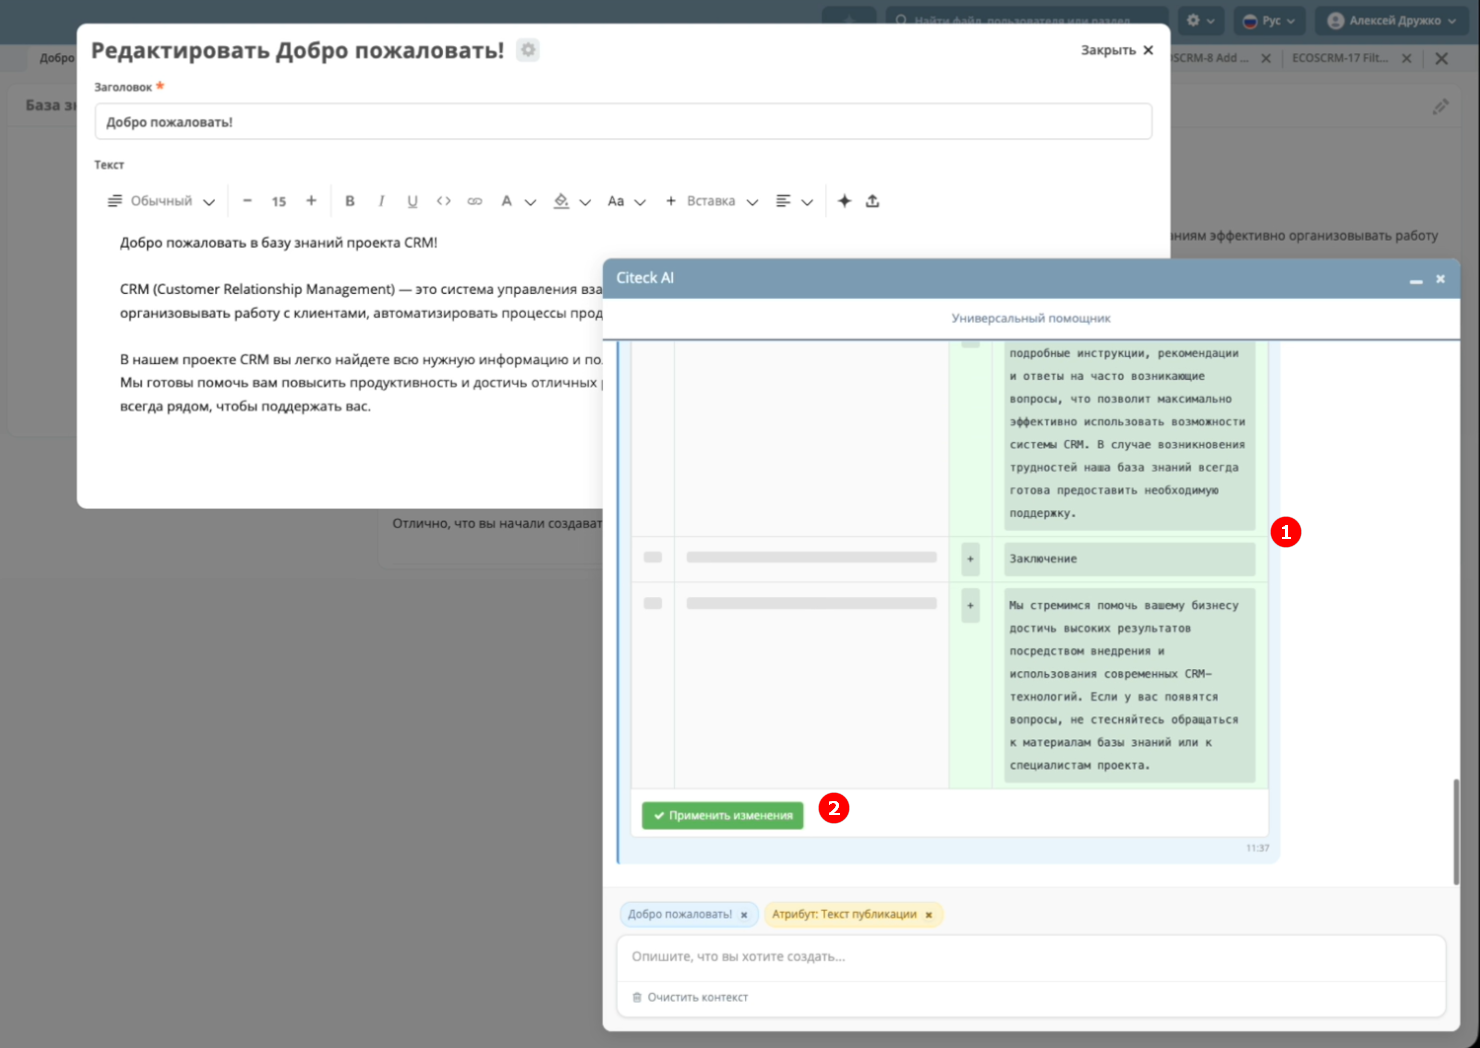 Найти файл, пользователя или раздел
Рус
Алексей Дружко
Добро
SCRM-8 Add ...
ECOSCRM-17 Filt...
База зн
Редактировать Добро пожаловать!
Закрыть
Заголовок *
Добро пожаловать!
Текст
Обычный
15
B I U <> A Aa + Вставка
Добро пожаловать в базу знаний проекта CRM!
CRM (Customer Relationship Management) — это система управления вза
организовывать работу с клиентами, автоматизировать процессы прод
В нашем проекте CRM вы легко найдете всю нужную информацию и по
Мы готовы помочь вам повысить продуктивность и достичь отличных
всегда рядом, чтобы поддержать вас.
ниям эффективно организовывать работу
Отлично, что вы начали создават
Citeck AI
Универсальный помощник
подробные инструкции, рекомендации
и ответы на часто возникающие
вопросы, что позволит максимально
эффективно использовать возможности
системы CRM. В случае возникновения
трудностей наша база знаний всегда
готова предоставить необходимую
поддержку.
1
+ Заключение
+ Мы стремимся помочь вашему бизнесу
достичь высоких результатов
посредством внедрения и
использования современных CRM-
технологий. Если у вас появятся
вопросы, не стесняйтесь обращаться
к материалам базы знаний или к
специалистам проекта.
Применить изменения
2
11:37
Добро пожаловать!
Атрибут: Текст публикации
Опишите, что вы хотите создать...
Очистить контекст